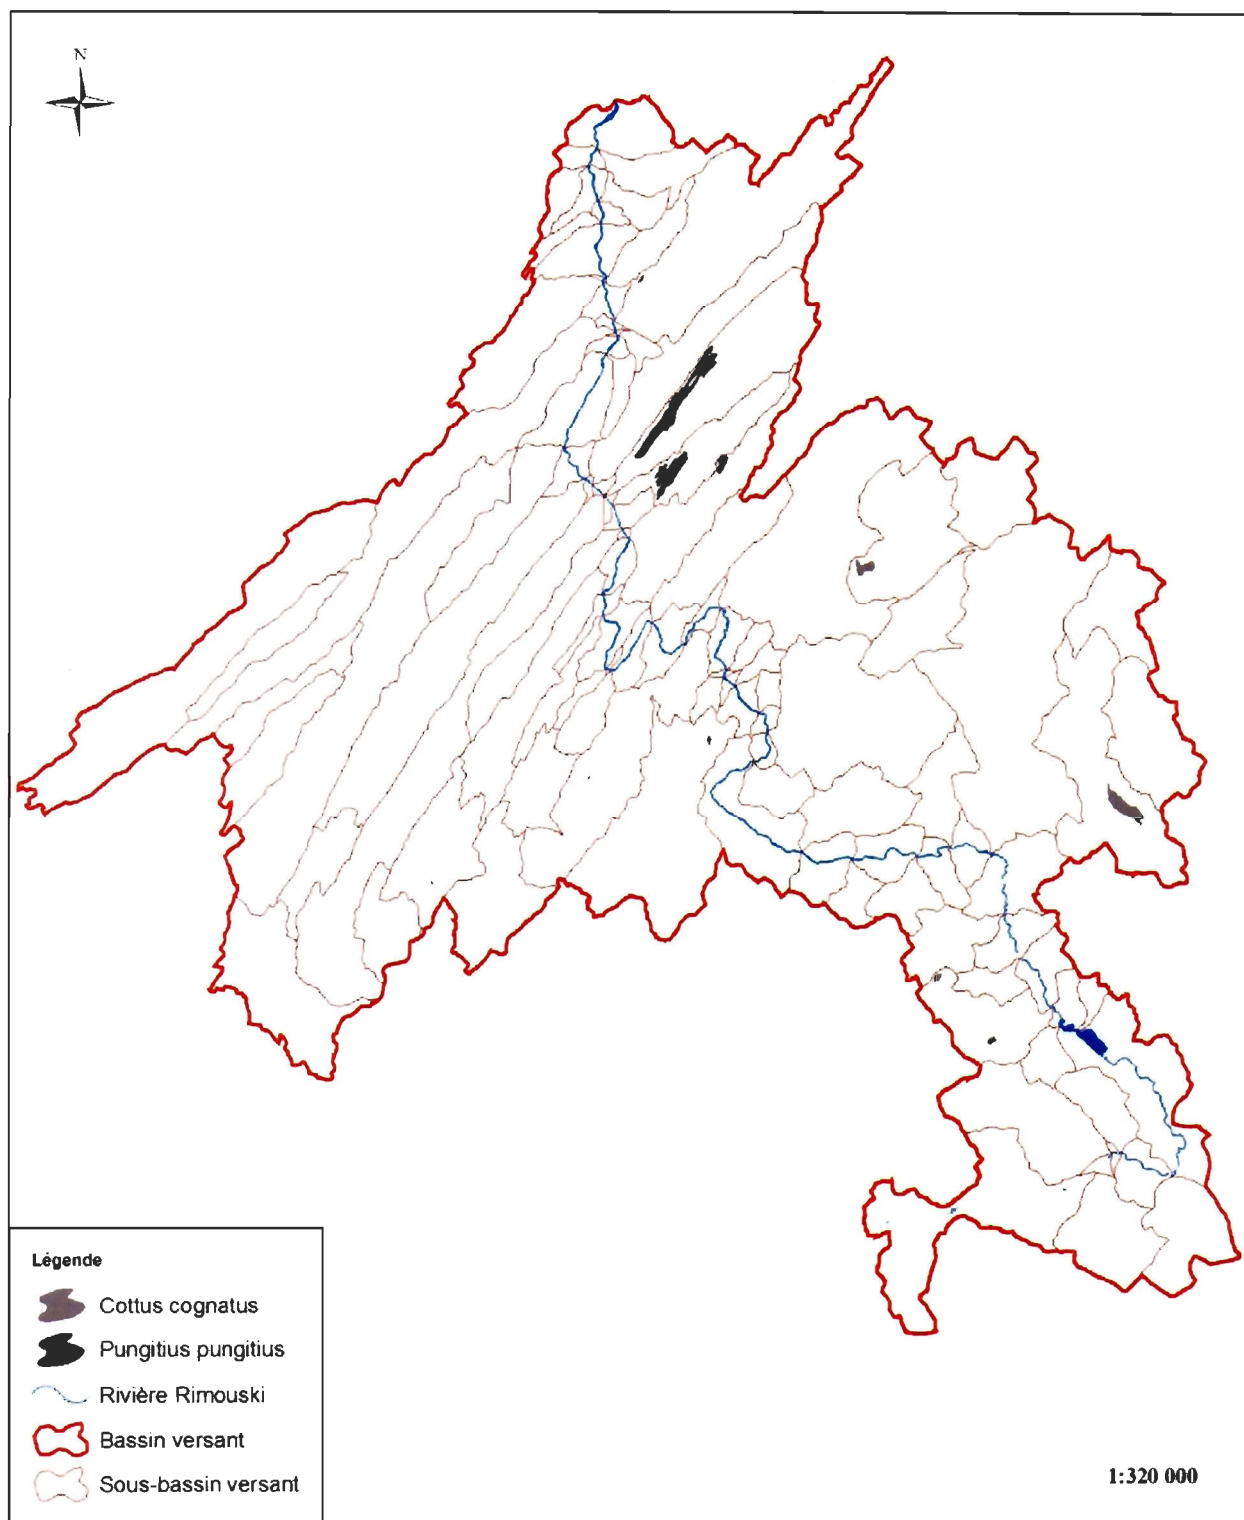 N
Légende
Cottus cognatus
Pungitius pungitius
Rivière Rimouski
Bassin versant
Sous-bassin versant
1:320 000